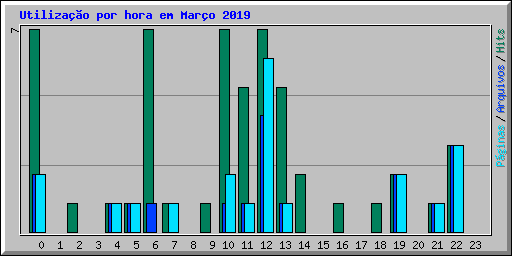 Utilização por hora em Março 2019
7
Páginas / Arquivos / Hits
0 1 2 3 4 5 6 7 8 9 10 11 12 13 14 15 16 17 18 19 20 21 22 23